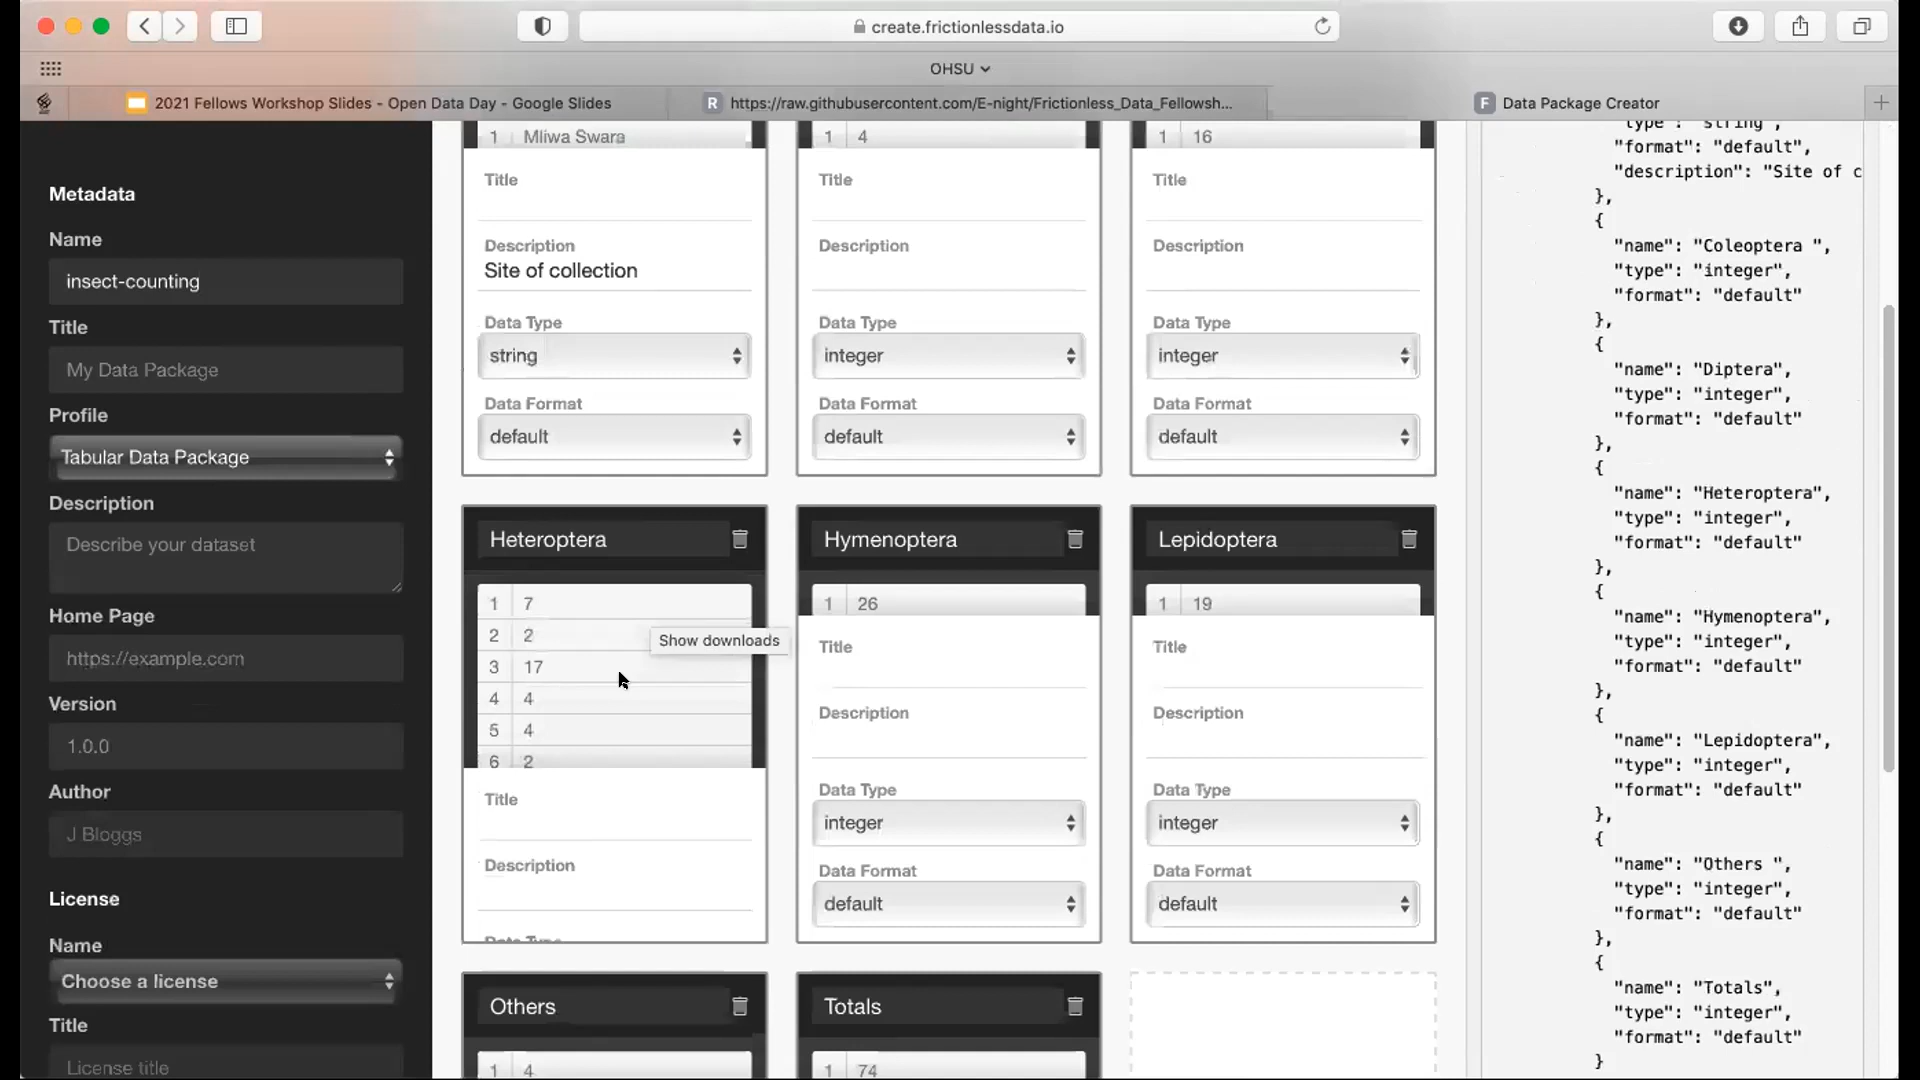 create.frictionlessdata.io
OHSU
2021 Fellows Workshop Slides - Open Data Day - Google Slides
R https://raw.githubusercontent.com/E-night/Frictionless_Data_Fellowsh...
F Data Package Creator
Metadata
Name
insect-counting
Title
My Data Package
Profile
Tabular Data Package
Description
Describe your dataset
Home Page
https://example.com
Version
1.0.0
Author
J Bloggs
License
Name
Choose a license
Title
License title
1 Mliwa Swara
Title
Description
Site of collection
Data Type
string
Data Format
default
1 4
Title
Description
Data Type
integer
Data Format
default
1 16
Title
Description
Data Type
integer
Data Format
default
Heteroptera
1 7
2 2
3 17
4 4
5 4
6 2
Show downloads
Title
Description
Data Type
Hymenoptera
1 26
Title
Description
Data Type
integer
Data Format
default
Lepidoptera
1 19
Title
Description
Data Type
integer
Data Format
default
Others
1 4
Totals
1 74
"type": "string",
"format": "default",
"description": "Site of c
},
{
"name": "Coleoptera ",
"type": "integer",
"format": "default"
},
{
"name": "Diptera",
"type": "integer",
"format": "default"
},
{
"name": "Heteroptera",
"type": "integer",
"format": "default"
},
{
"name": "Hymenoptera",
"type": "integer",
"format": "default"
},
{
"name": "Lepidoptera",
"type": "integer",
"format": "default"
},
{
"name": "Others ",
"type": "integer",
"format": "default"
},
{
"name": "Totals",
"type": "integer",
"format": "default"
}